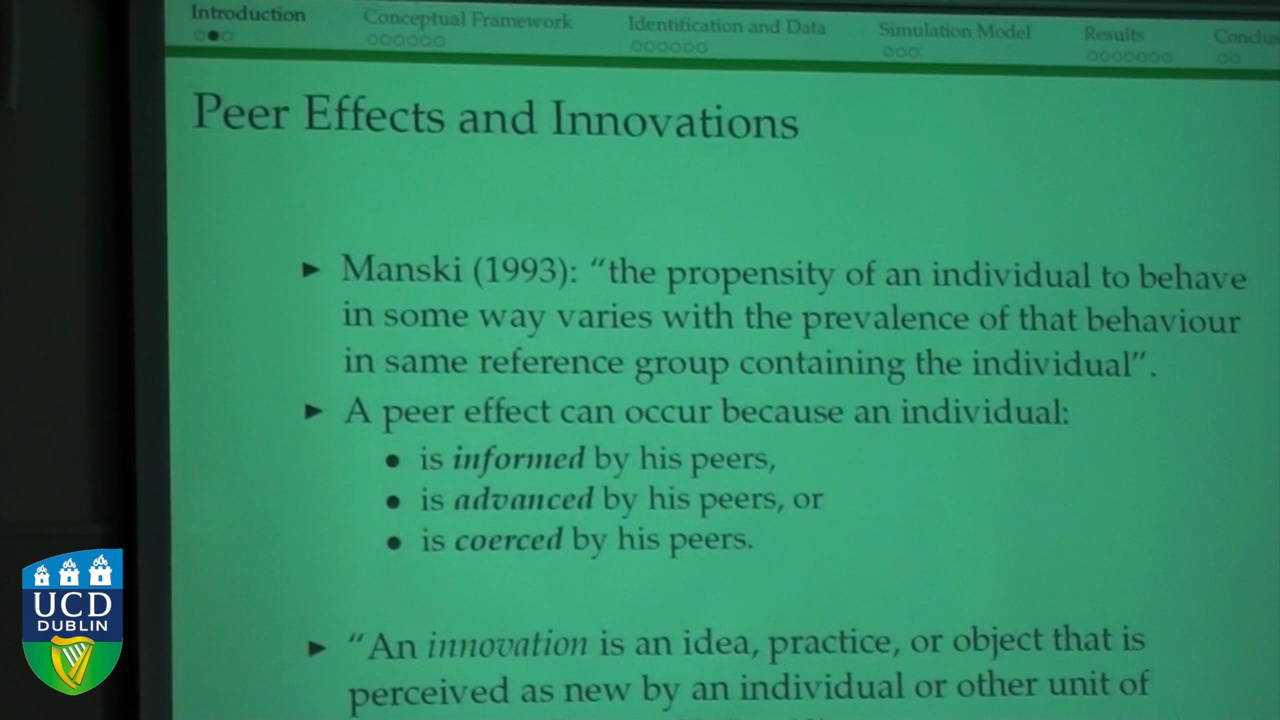 Introduction
Conceptual Framework
Identification and Data
Simulation Model
Results
Peer Effects and Innovations
Manski (1993): “the propensity of an individual to behave
in some way varies with the prevalence of that behaviour
in same reference group containing the individual”.
A peer effect can occur because an individual:
is informed by his peers,
is advanced by his peers, or
is coerced by his peers.
“An innovation is an idea, practice, or object that is
perceived as new by an individual or other unit of
UCD
DUBLIN